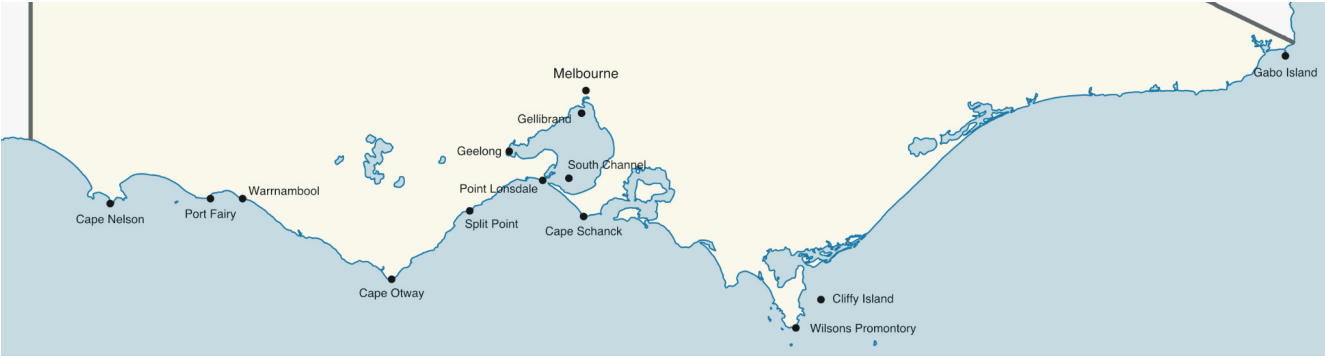 Melbourne
Gabo Island
Gellibrand
Geelong
South Channel
Point Lonsdale
Warrnambool
Port Fairy
Cape Nelson
Split Point
Cape Schanck
Cape Otway
Cliffy Island
Wilsons Promontory